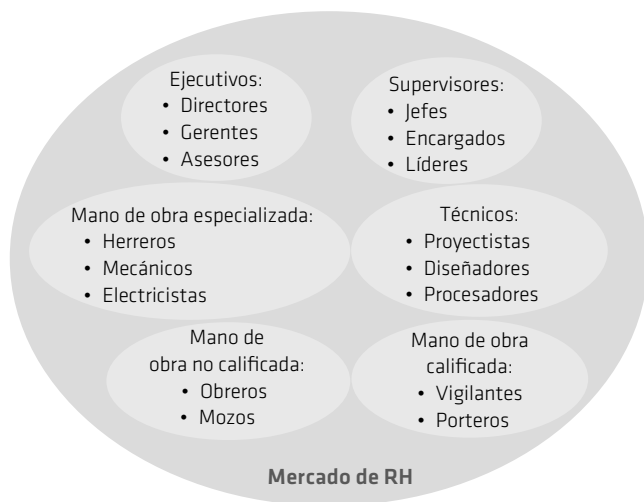 Ejecutivos:
• Directores
• Gerentes
• Asesores
Supervisores:
• Jefes
• Encargados
• Líderes
Mano de obra especializada:
• Herreros
• Mecánicos
• Electricistas
Técnicos:
• Proyectistas
• Diseñadores
• Procesadores
Mano de
obra no calificada:
• Obreros
• Mozos
Mano de obra
calificada:
• Vigilantes
• Porteros
Mercado de RH